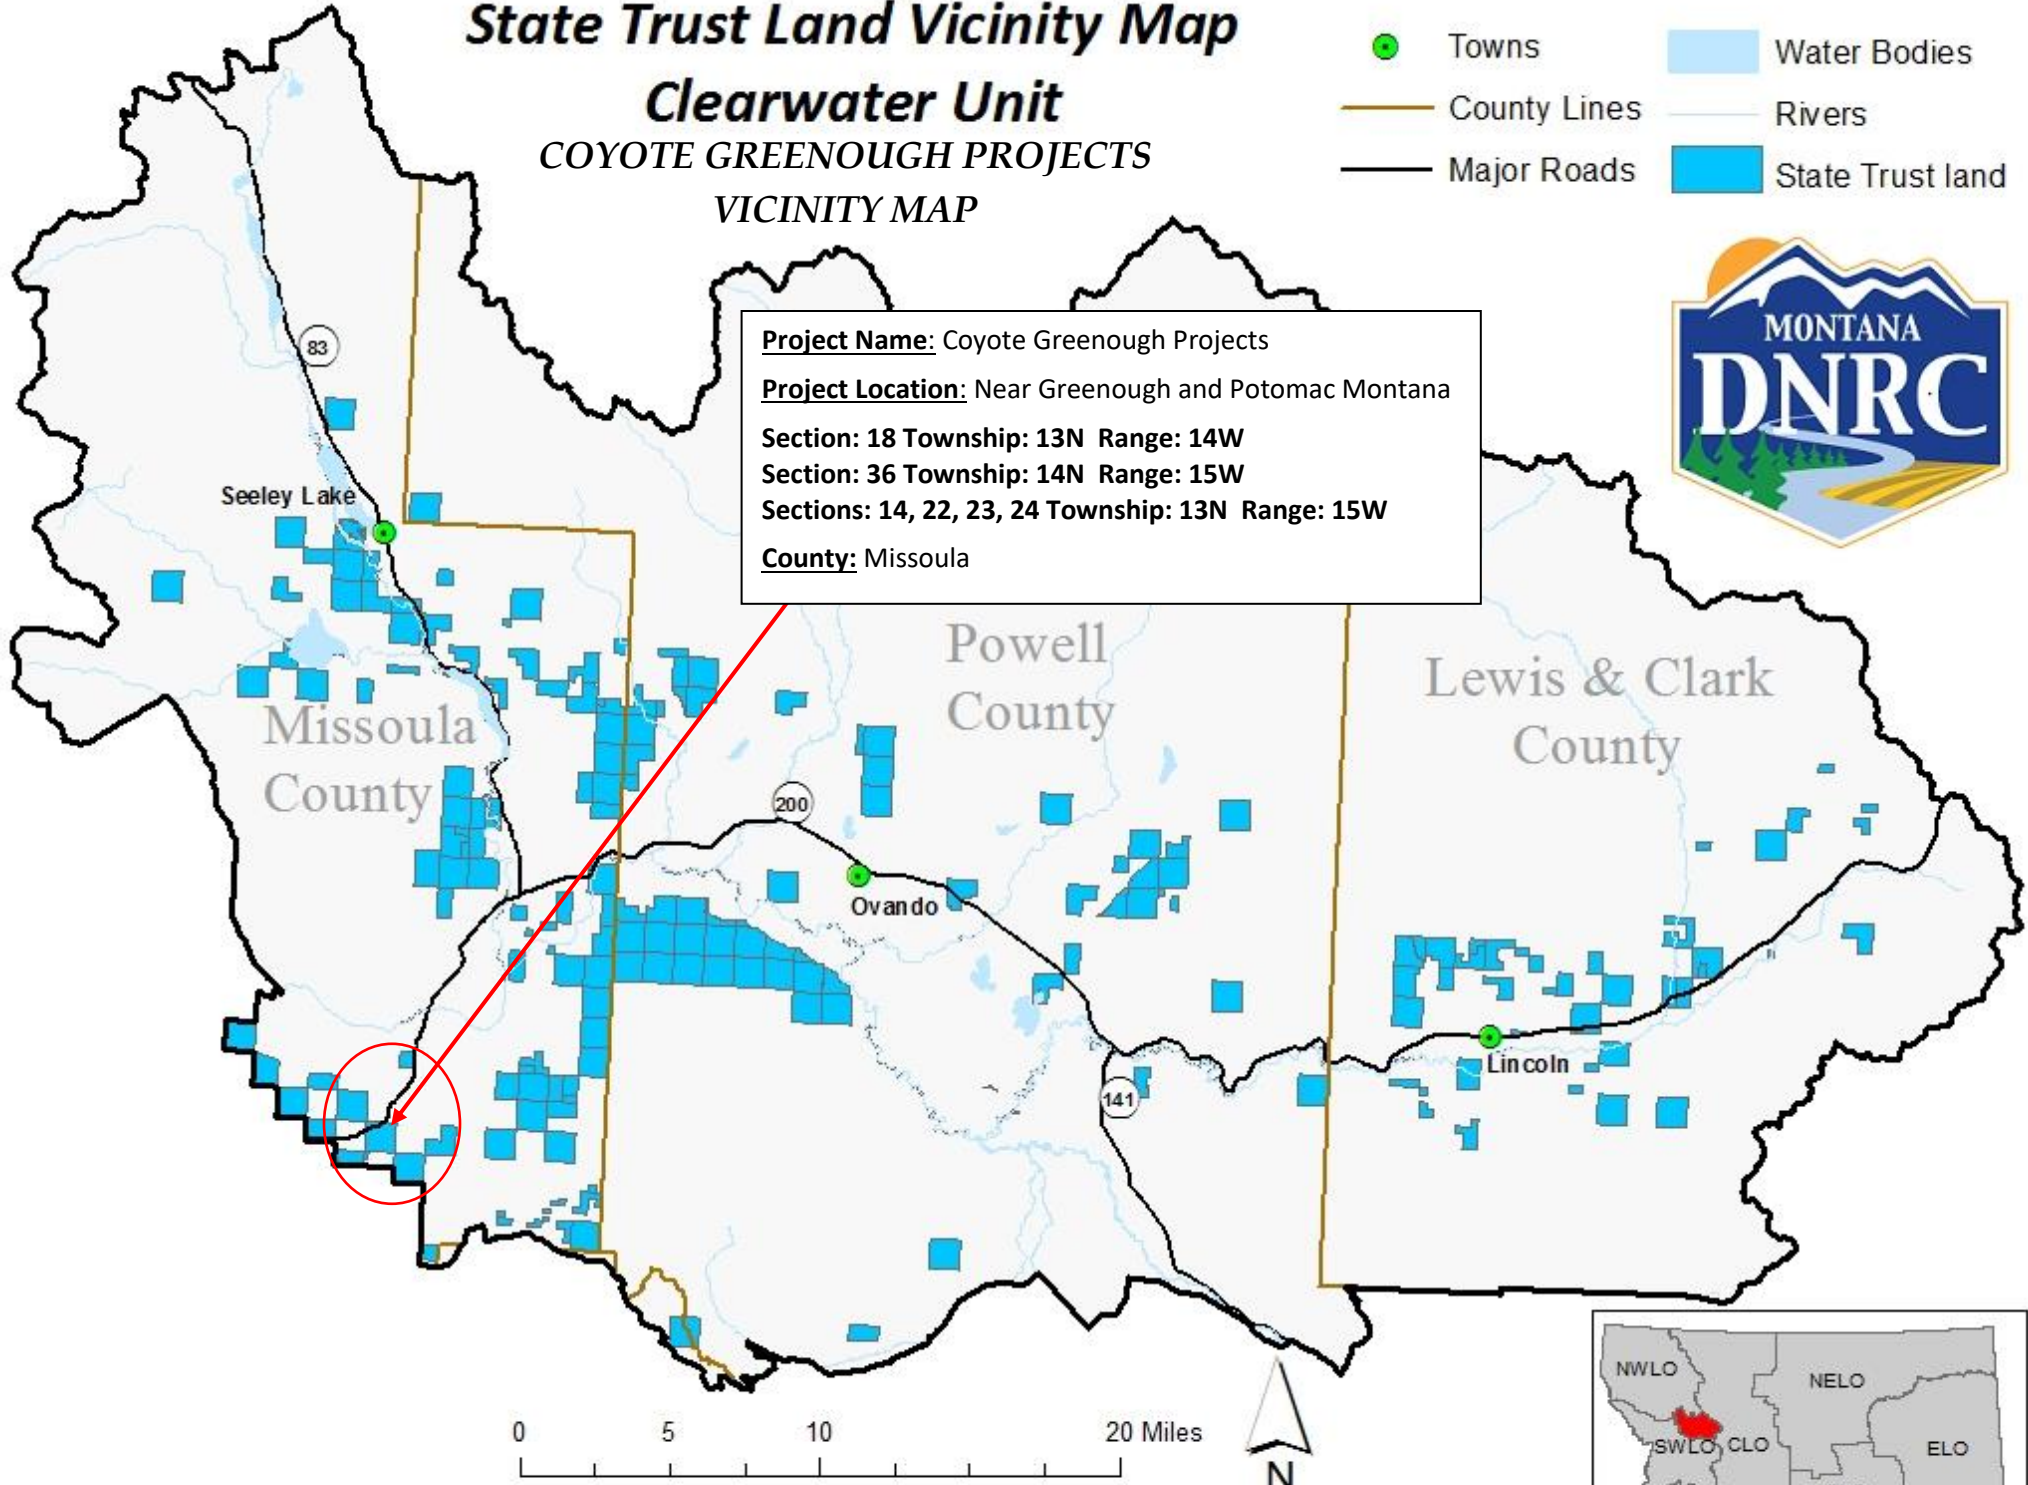 State Trust Land Vicinity Map
Clearwater Unit
COYOTE GREENOUGH PROJECTS
VICINITY MAP
Towns
County Lines
Major Roads
Water Bodies
Rivers
State Trust land
MONTANA
DNRC
Project Name: Coyote Greenough Projects
Project Location: Near Greenough and Potomac Montana
Section: 18 Township: 13N Range: 14W
Section: 36 Township: 14N Range: 15W
Sections: 14, 22, 23, 24 Township: 13N Range: 15W
County: Missoula
83
Seeley Lake
Missoula
County
Powell
County
Lewis & Clark
County
200
Ovando
Lincoln
141
0 5 10 20 Miles
N
NWLO
NELO
SWLO
CLO
ELO